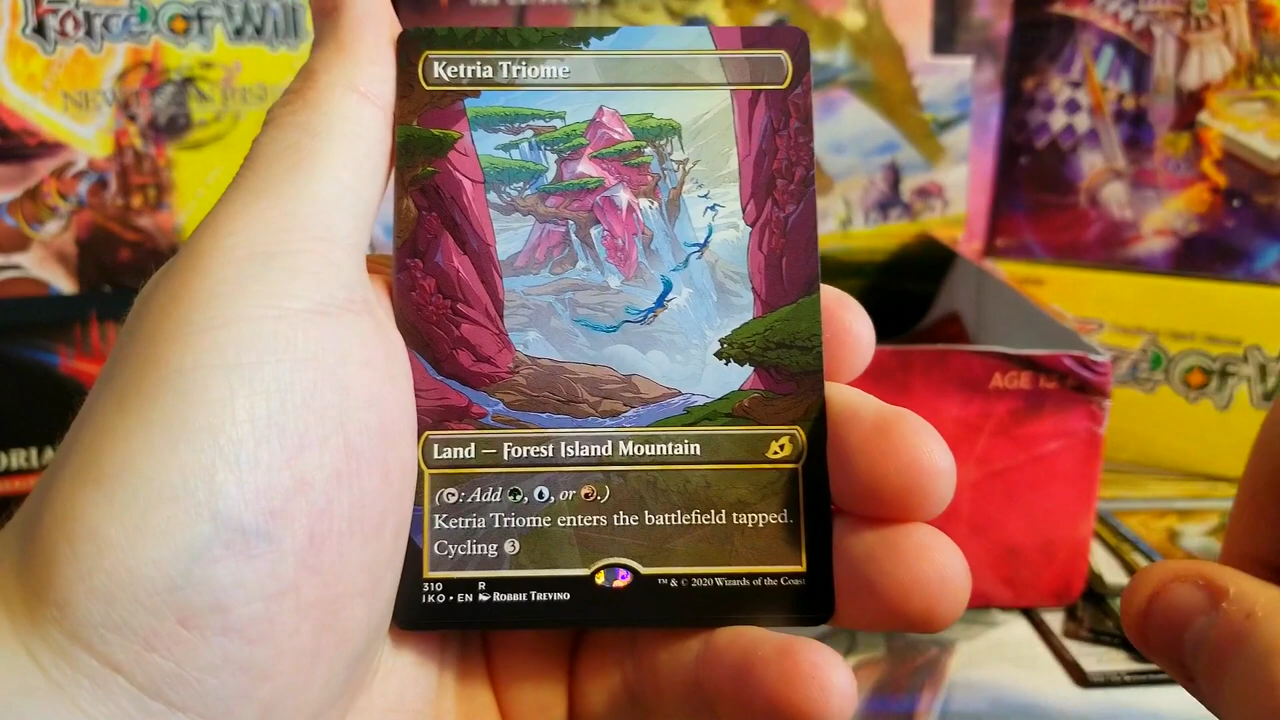 Force of Will
Ketria Triome
Land — Forest Island Mountain
(T: Add G, U, or R.)
Ketria Triome enters the battlefield tapped.
Cycling 3
310 R
IKO • EN Robbie Trevino
™ & © 2020 Wizards of the Coast
AGE